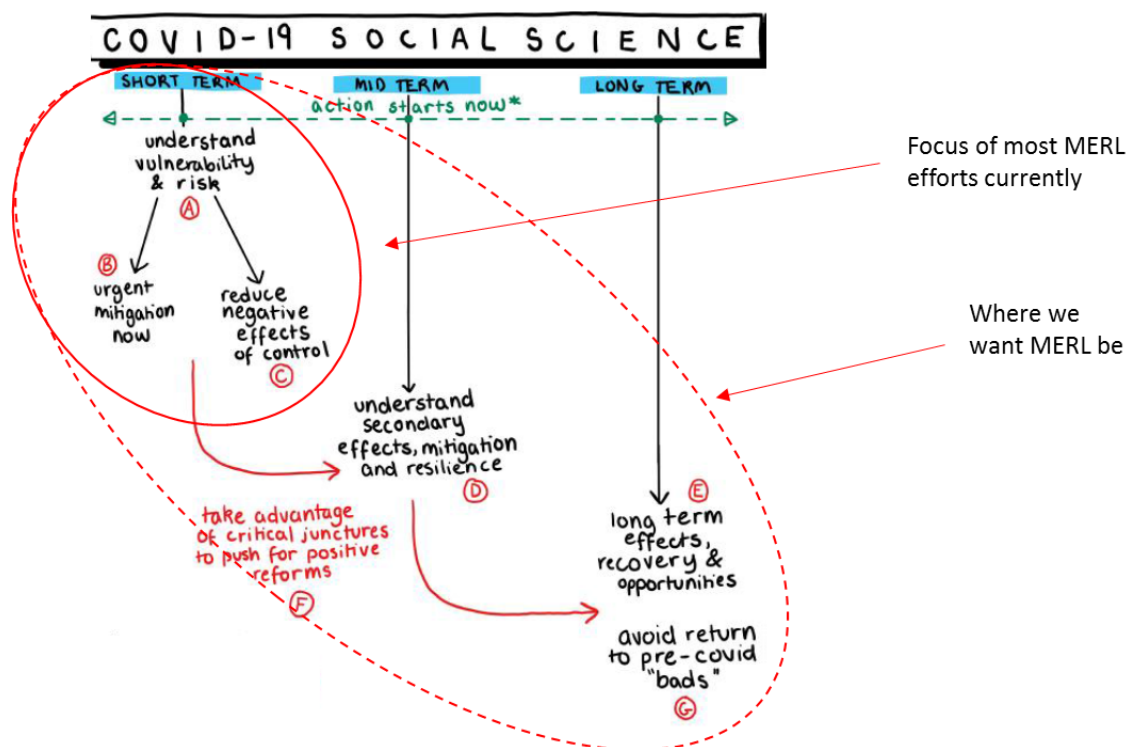 COVID-19 SOCIAL SCIENCE
SHORT TERM
MID TERM
LONG TERM
action starts now*
understand
vulnerability
& risk
A
B
urgent
mitigation
now
reduce
negative
effects
of control
C
understand
secondary
effects, mitigation
and resilience
D
E
long term
effects,
recovery &
opportunities
take advantage
of critical junctures
to push for positive
reforms
F
avoid return
to pre-covid
"bads"
G
Focus of most MERL
efforts currently
Where we
want MERL be